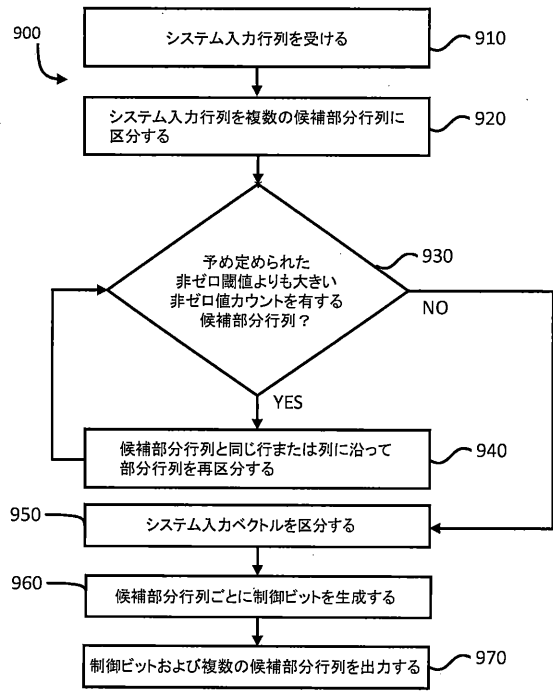 900
システム入力行列を受ける
910
システム入力行列を複数の候補部分行列に
区分する
920
予め定められた
非ゼロ閾値よりも大きい
非ゼロ値カウントを有する
候補部分行列？
930
NO
YES
候補部分行列と同じ行または列に沿って
部分行列を再区分する
940
950
システム入力ベクトルを区分する
960
候補部分行列ごとに制御ビットを生成する
制御ビットおよび複数の候補部分行列を出力する
970